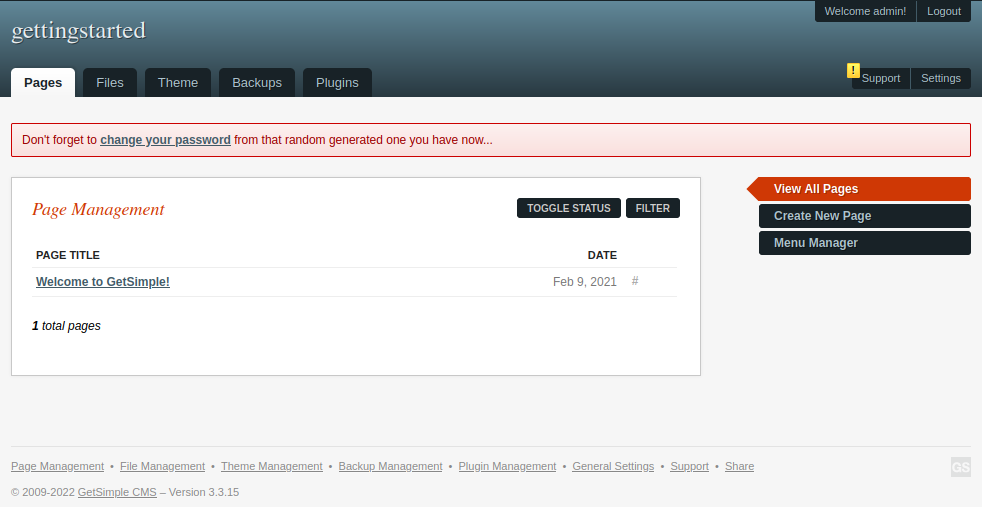 Welcome admin! Logout
gettingstarted
Pages Files Theme Backups Plugins ! Support Settings
Don't forget to change your password from that random generated one you have now...
Page Management TOGGLE STATUS FILTER
PAGE TITLE DATE
Welcome to GetSimple! Feb 9, 2021 #
1 total pages
View All Pages
Create New Page
Menu Manager
Page Management • File Management • Theme Management • Backup Management • Plugin Management • General Settings • Support • Share GS
© 2009-2022 GetSimple CMS – Version 3.3.15